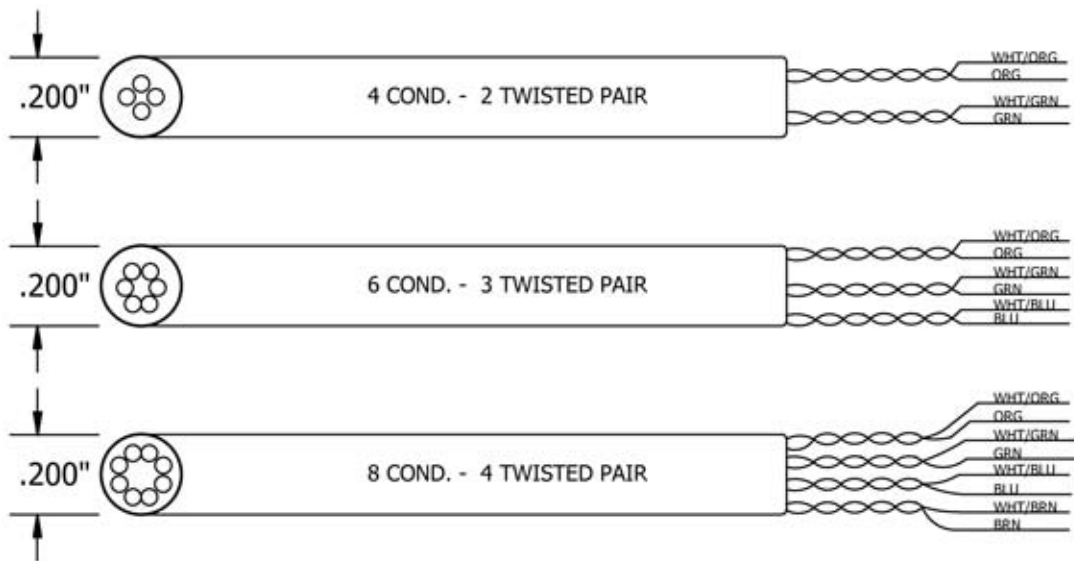 .200"
4 COND. - 2 TWISTED PAIR
WHT/ORG
ORG
WHT/GRN
GRN
.200"
6 COND. - 3 TWISTED PAIR
WHT/ORG
ORG
WHT/GRN
GRN
WHT/BLU
BLU
.200"
8 COND. - 4 TWISTED PAIR
WHT/ORG
ORG
WHT/GRN
GRN
WHT/BLU
BLU
WHT/BRN
BRN